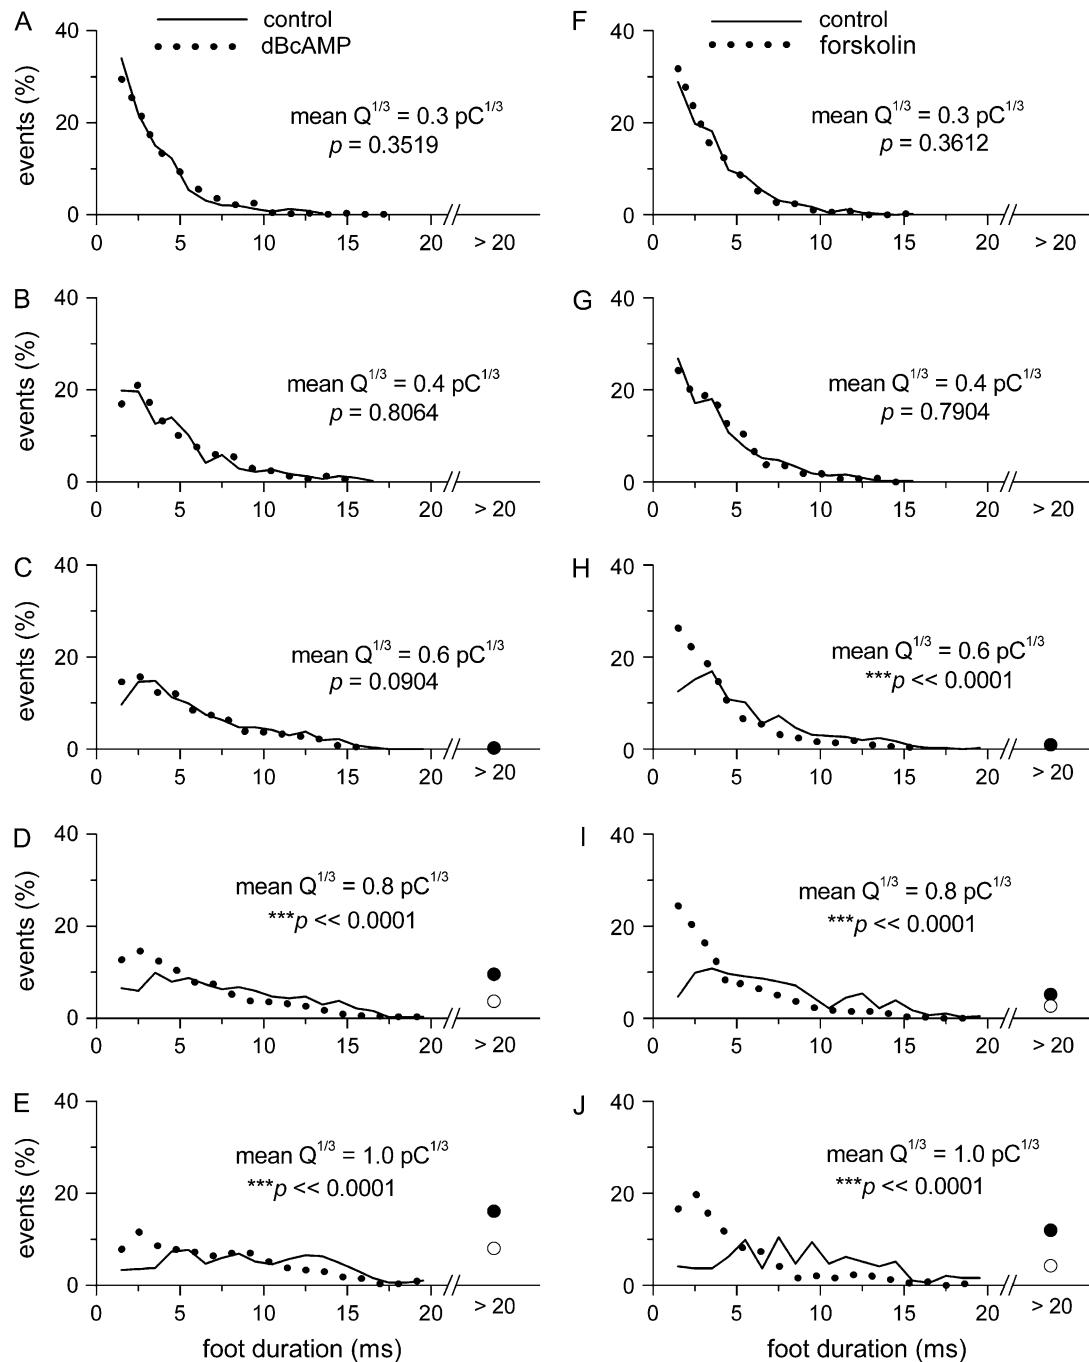 A
control
dBcAMP
events (%)
40
20
0
mean Q1/3 = 0.3 pC1/3
p = 0.3519
0 5 10 15 20 > 20
F
control
forskolin
40
20
0
mean Q1/3 = 0.3 pC1/3
p = 0.3612
0 5 10 15 20 > 20
B
events (%)
40
20
0
mean Q1/3 = 0.4 pC1/3
p = 0.8064
0 5 10 15 20 > 20
G
40
20
0
mean Q1/3 = 0.4 pC1/3
p = 0.7904
0 5 10 15 20 > 20
C
events (%)
40
20
0
mean Q1/3 = 0.6 pC1/3
p = 0.0904
0 5 10 15 20 > 20
H
40
20
0
mean Q1/3 = 0.6 pC1/3
***p << 0.0001
0 5 10 15 20 > 20
D
events (%)
40
20
0
mean Q1/3 = 0.8 pC1/3
***p << 0.0001
0 5 10 15 20 > 20
I
40
20
0
mean Q1/3 = 0.8 pC1/3
***p << 0.0001
0 5 10 15 20 > 20
E
events (%)
40
20
0
mean Q1/3 = 1.0 pC1/3
***p << 0.0001
0 5 10 15 20 > 20
foot duration (ms)
J
40
20
0
mean Q1/3 = 1.0 pC1/3
***p << 0.0001
0 5 10 15 20 > 20
foot duration (ms)